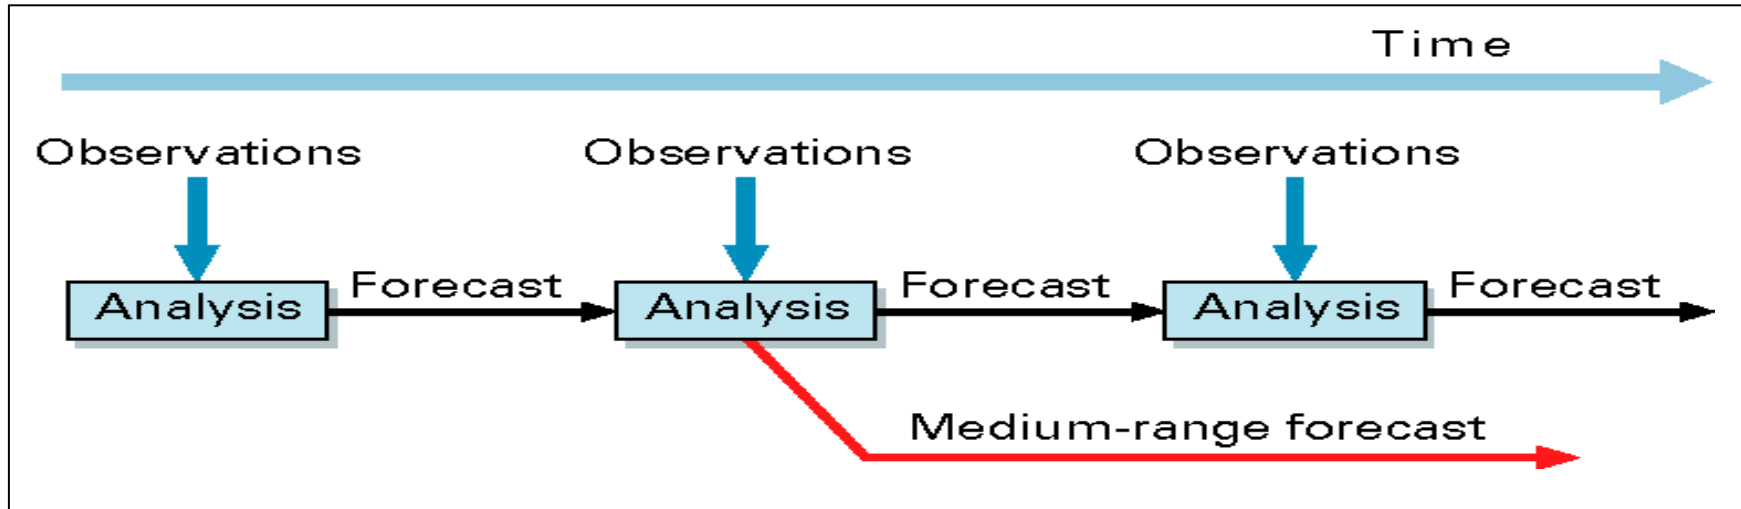 Time
Observations Observations Observations
Forecast Forecast Forecast
Analysis Analysis Analysis
Medium-range forecast